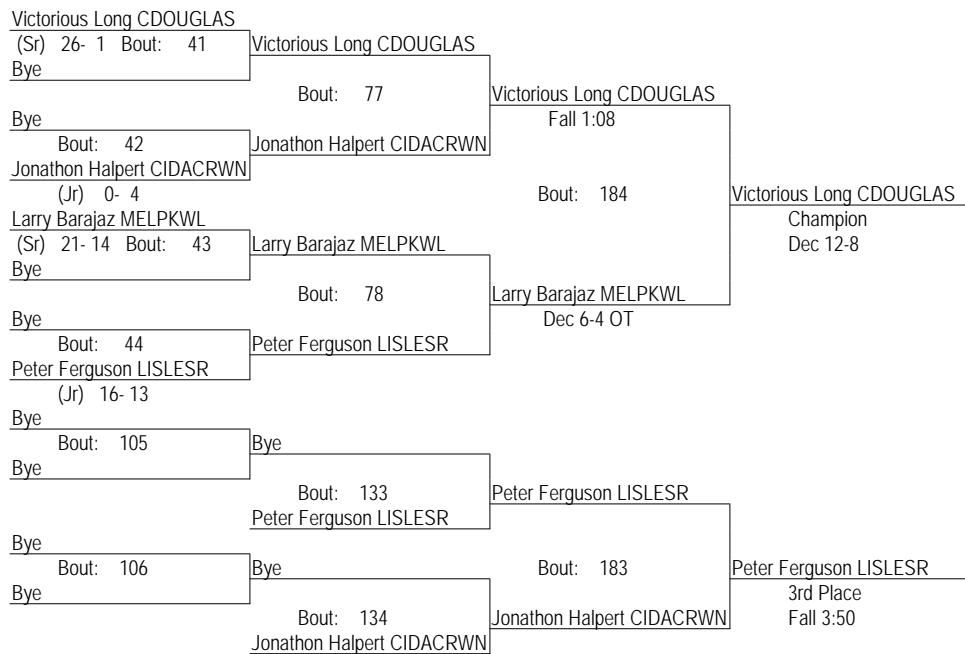 Victorious Long CDOUGLAS
(Sr) 26- 1 Bout: 41
Victorious Long CDOUGLAS
Bye
Bout: 77
Victorious Long CDOUGLAS
Bye
Fall 1:08
Bout: 42
Jonathon Halpert CIDACRWN
Jonathon Halpert CIDACRWN
(Jr) 0- 4
Bout: 184
Victorious Long CDOUGLAS
Larry Barajaz MELPKWL
Champion
(Sr) 21- 14 Bout: 43
Larry Barajaz MELPKWL
Dec 12-8
Bye
Bout: 78
Larry Barajaz MELPKWL
Bye
Dec 6-4 OT
Bout: 44
Peter Ferguson LISLESR
Peter Ferguson LISLESR
(Jr) 16- 13
Bye
Bout: 105
Bye
Bye
Bout: 133
Peter Ferguson LISLESR
Peter Ferguson LISLESR
Bye
Bout: 106
Bye
Bout: 183
Peter Ferguson LISLESR
Bye
3rd Place
Bout: 134
Jonathon Halpert CIDACRWN
Fall 3:50
Jonathon Halpert CIDACRWN